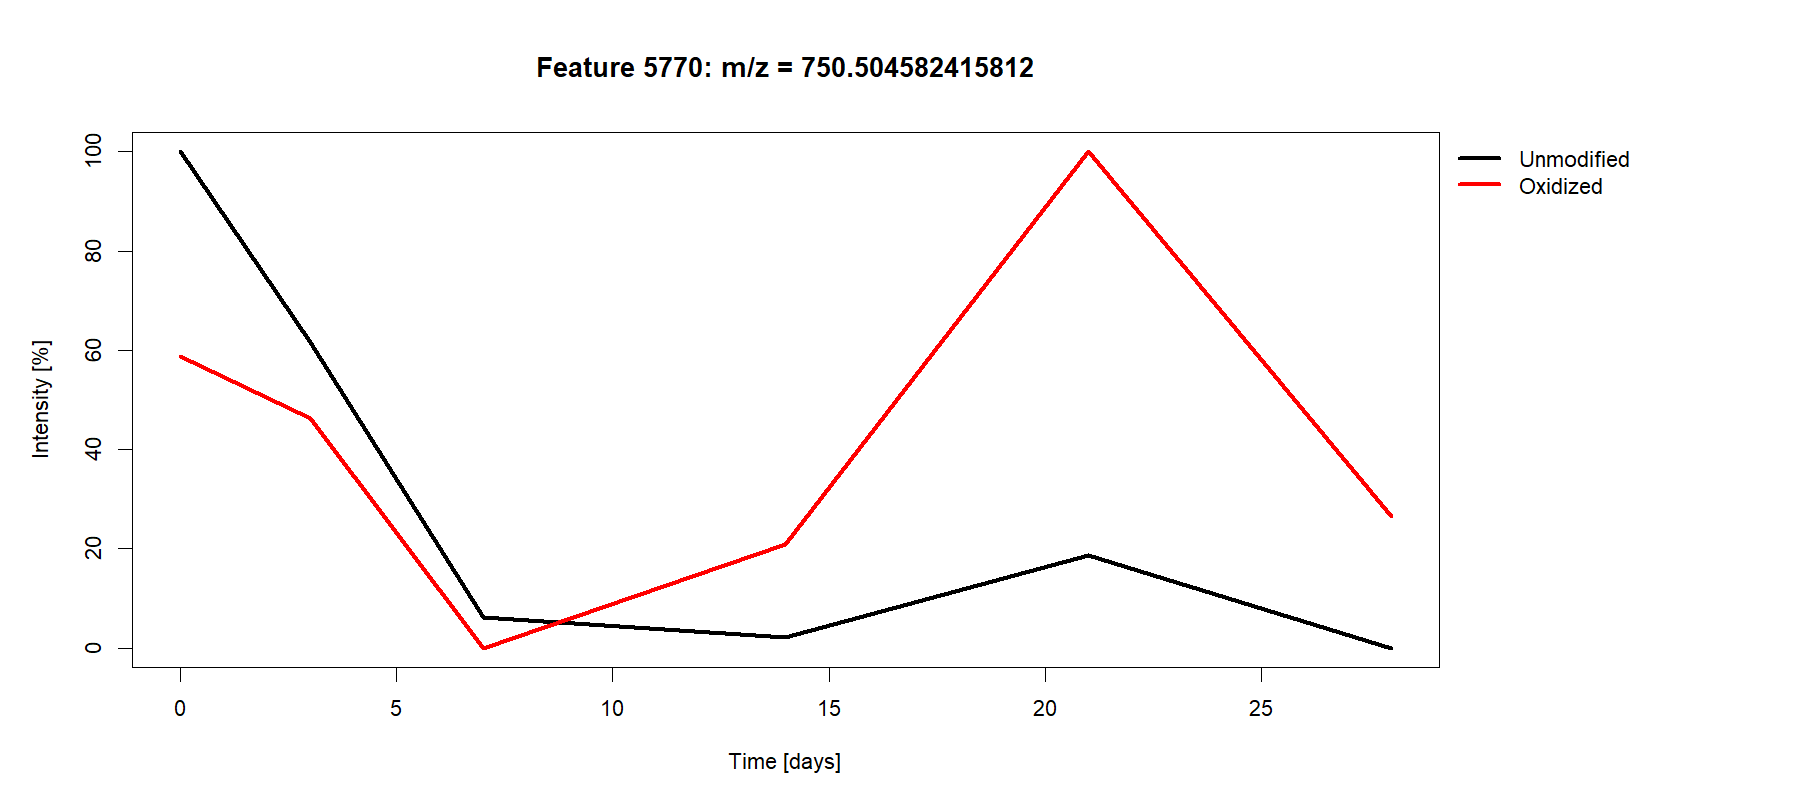 Feature 5770: m/z = 750.504582415812
Unmodified
Oxidized
Intensity [%]
100
80
60
40
20
0
0 5 10 15 20 25
Time [days]